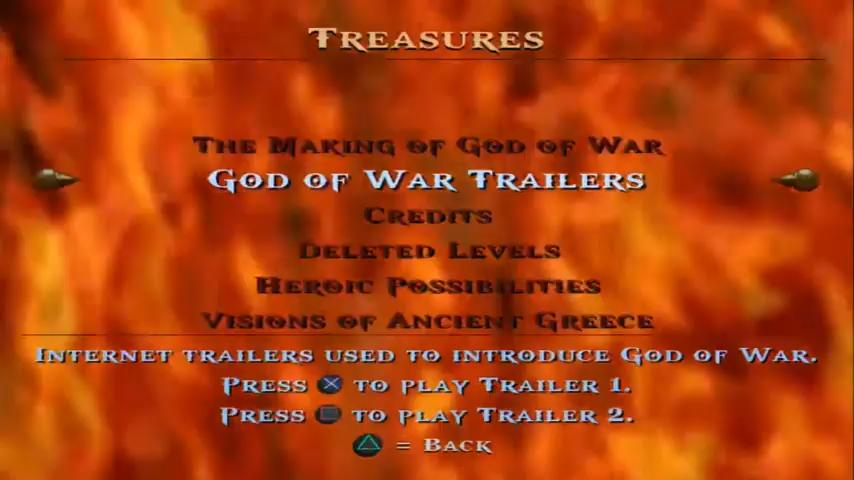 Treasures
The Making of God of War
God of War Trailers
Credits
Deleted Levels
Heroic Possibilities
Visions of Ancient Greece
Internet trailers used to introduce God of War.
Press ✕ to play Trailer 1.
Press □ to play Trailer 2.
△ = Back